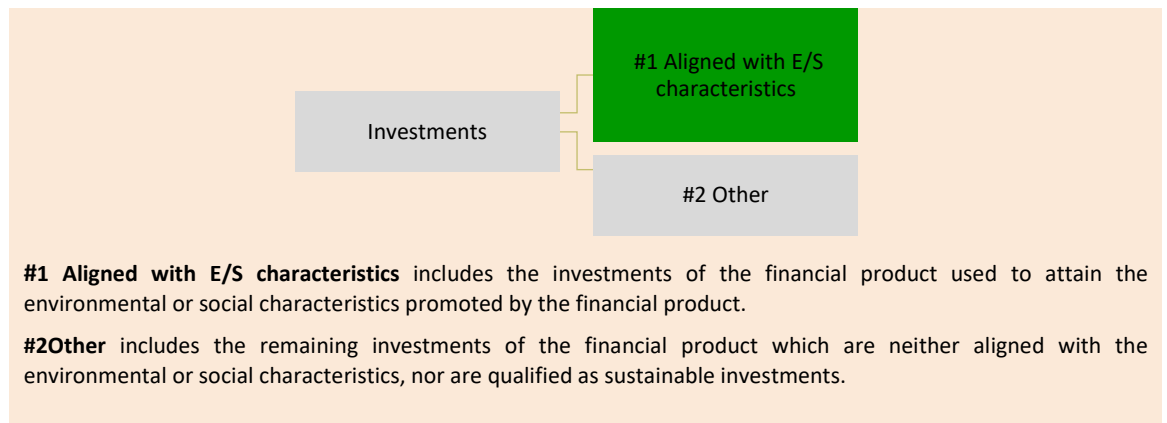 #1 Aligned with E/S
characteristics
Investments
#2 Other
#1 Aligned with E/S characteristics includes the investments of the financial product used to attain the
environmental or social characteristics promoted by the financial product.
#2Other includes the remaining investments of the financial product which are neither aligned with the
environmental or social characteristics, nor are qualified as sustainable investments.